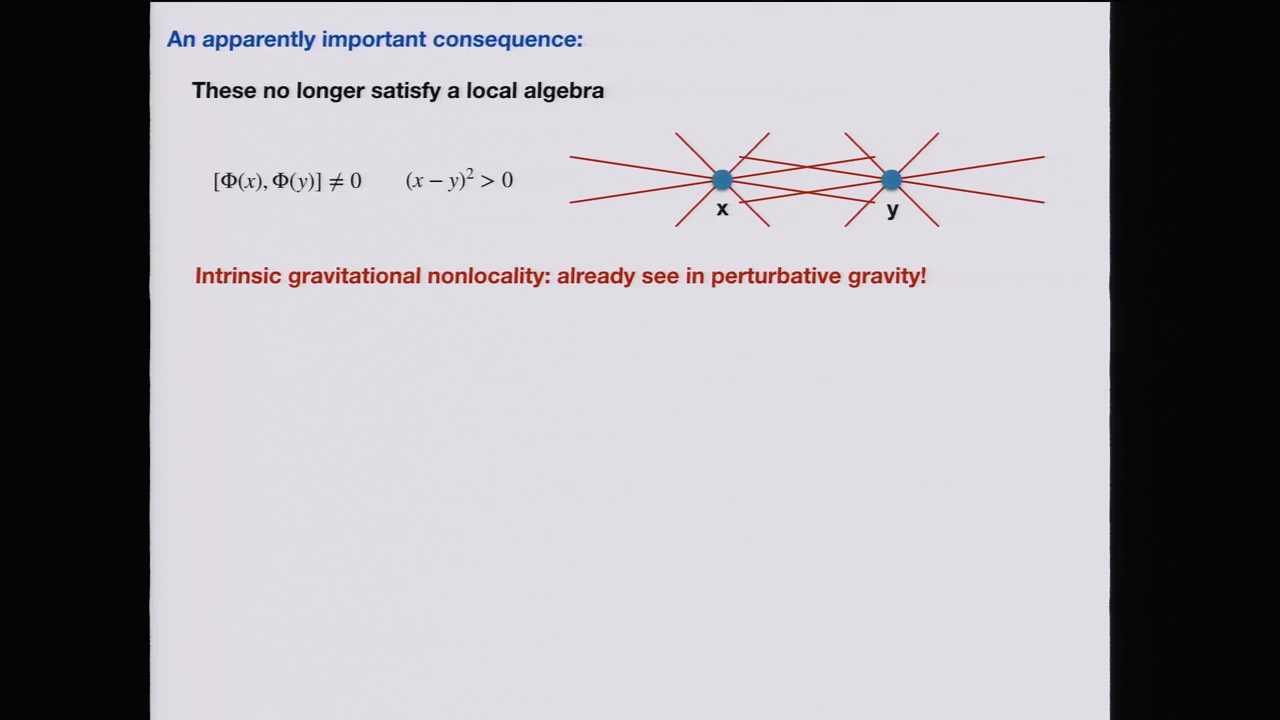 An apparently important consequence:
These no longer satisfy a local algebra
[Φ(x), Φ(y)] ≠ 0 (x − y)² > 0
x y
Intrinsic gravitational nonlocality: already see in perturbative gravity!